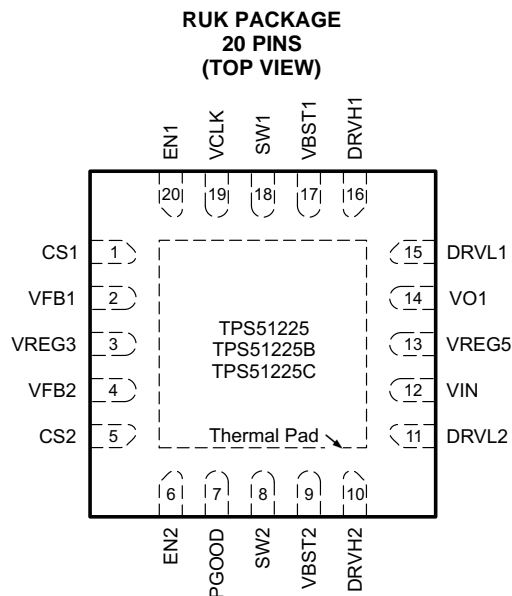 RUK PACKAGE
20 PINS
(TOP VIEW)
EN1
VCLK
SW1
VBST1
DRVH1
20
19
18
17
16
CS1 1
15 DRVL1
VFB1 2
14 VO1
VREG3 3
13 VREG5
VFB2 4
12 VIN
CS2 5
11 DRVL2
TPS51225
TPS51225B
TPS51225C
Thermal Pad
6
7
8
9
10
EN2
PGOOD
SW2
VBST2
DRVH2